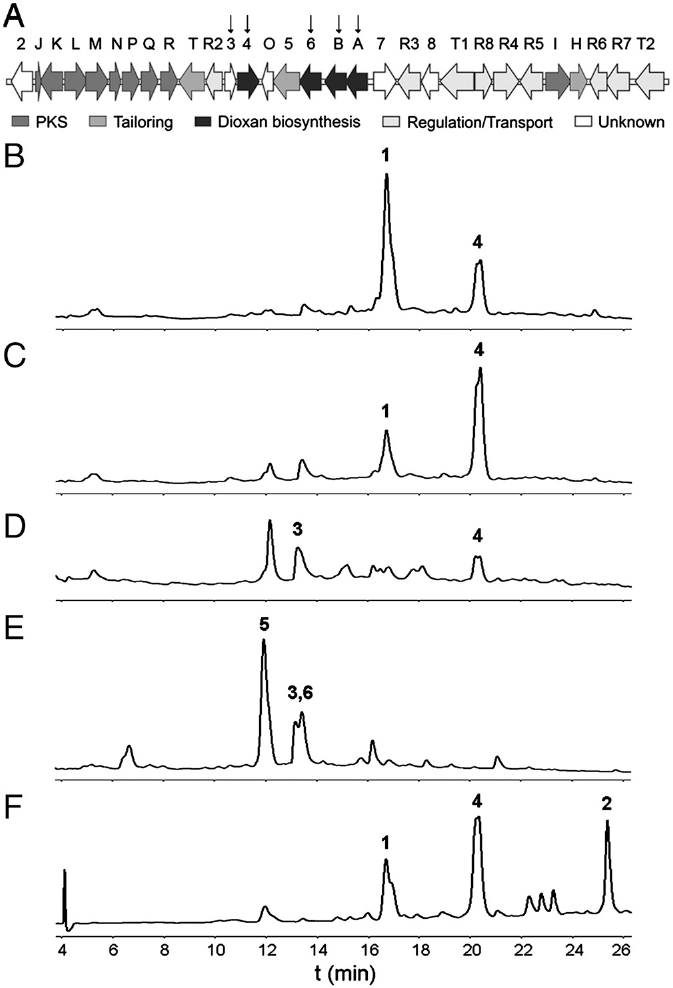 A
2 J K L M N P Q R T R2 3 4 O 5 6 B A 7 R3 8 T1 R8 R4 R5 I H R6 R7 T2
PKS Tailoring Dioxan biosynthesis Regulation/Transport Unknown
B
1
4
C
4
1
D
3
4
E
5
3,6
F
1
4
2
4 6 8 10 12 14 16 18 20 22 24 26
t (min)